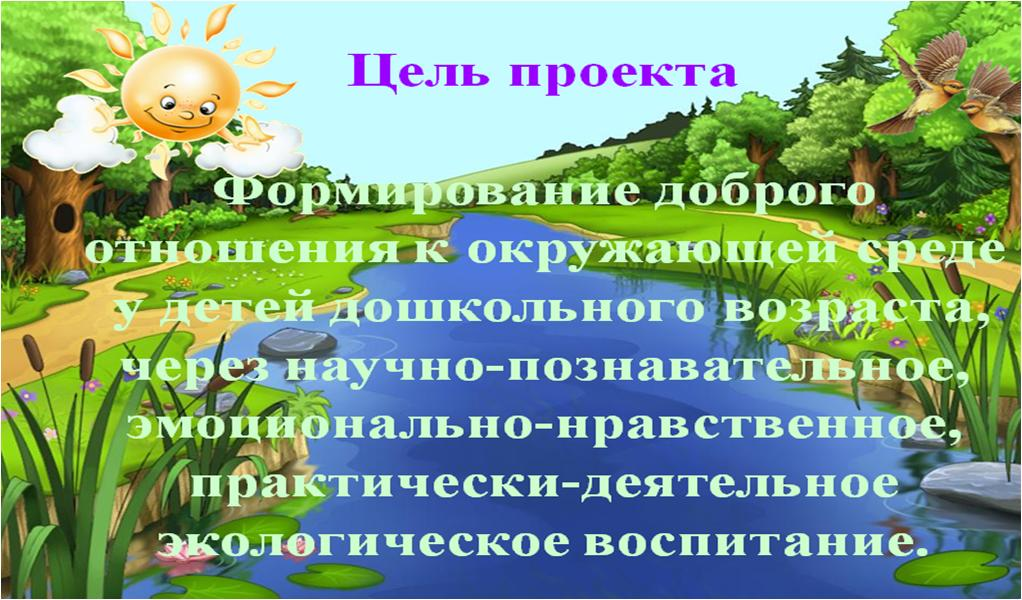 Цель проекта
Формирование доброго
отношения к окружающей среде
у детей дошкольного возраста,
через научно-познавательное,
эмоционально-нравственное,
практически-деятельное
экологическое воспитание.